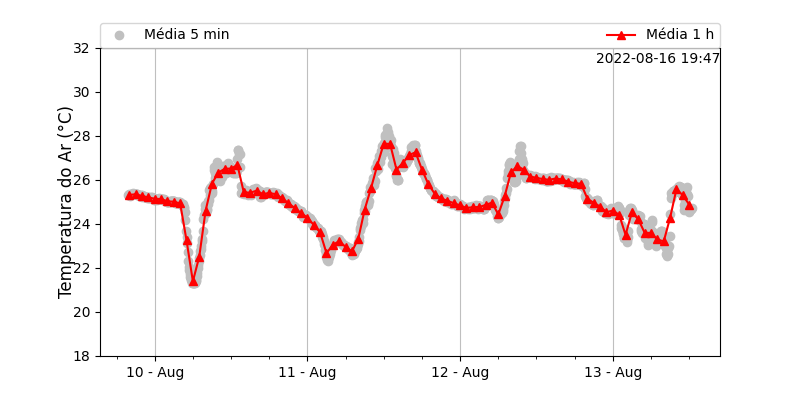 Média 5 min
Média 1 h
2022-08-16 19:47
Temperatura do Ar (°C)
32
30
28
26
24
22
20
18
10 - Aug
11 - Aug
12 - Aug
13 - Aug